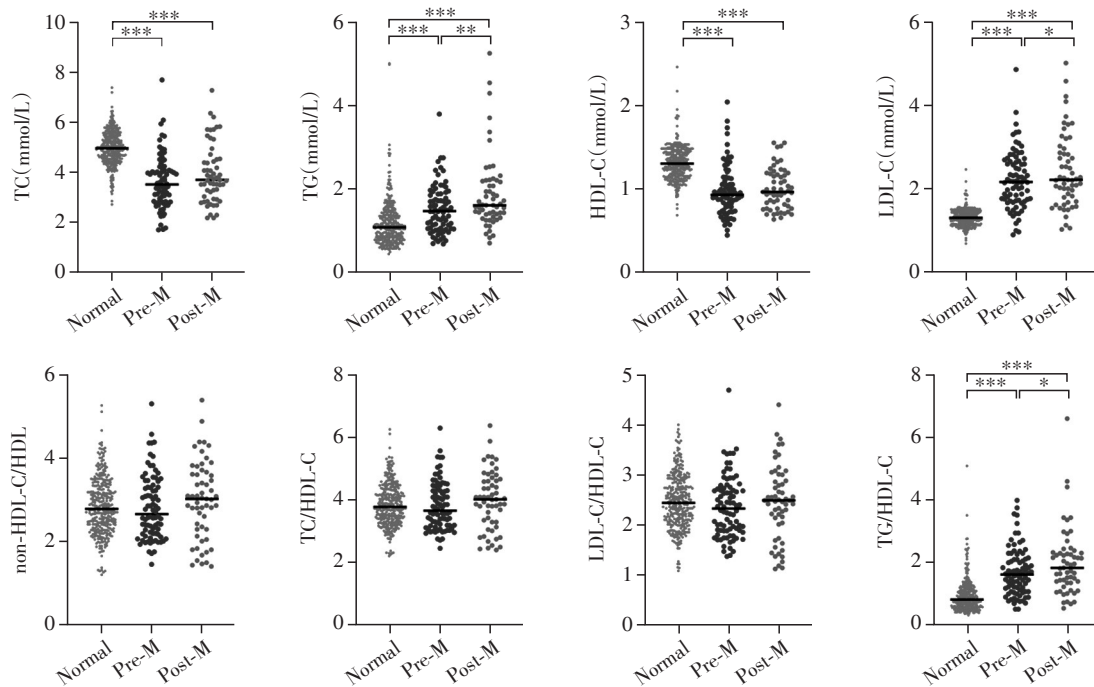 TC(mmol/L)
10
8
6
4
2
0
***
***
Normal
Pre-M
Post-M
TG(mmol/L)
6
4
2
0
***
***
**
Normal
Pre-M
Post-M
HDL-C(mmol/L)
3
2
1
0
***
***
Normal
Pre-M
Post-M
LDL-C(mmol/L)
6
4
2
0
***
***
*
Normal
Pre-M
Post-M
non-HDL-C/HDL
6
4
2
0
Normal
Pre-M
Post-M
TC/HDL-C
8
6
4
2
0
Normal
Pre-M
Post-M
LDL-C/HDL-C
5
4
3
2
1
0
Normal
Pre-M
Post-M
TG/HDL-C
8
6
4
2
0
***
***
*
Normal
Pre-M
Post-M